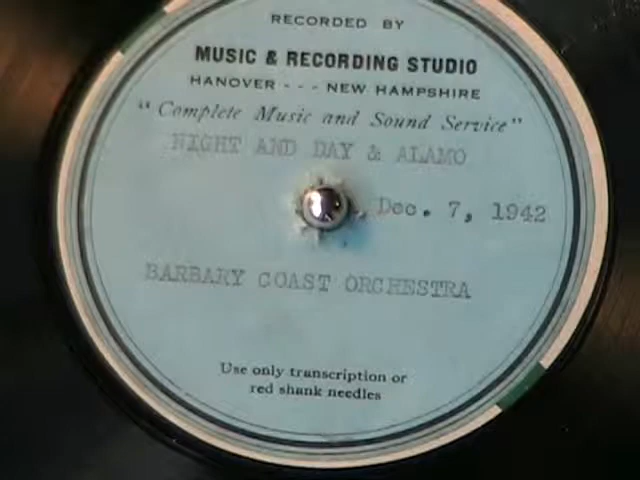 RECORDED BY
MUSIC & RECORDING STUDIO
HANOVER - - - NEW HAMPSHIRE
"Complete Music and Sound Service"
NIGHT AND DAY & ALAMO
Dec. 7, 1942
BARBARY COAST ORCHESTRA
Use only transcription or
red shank needles